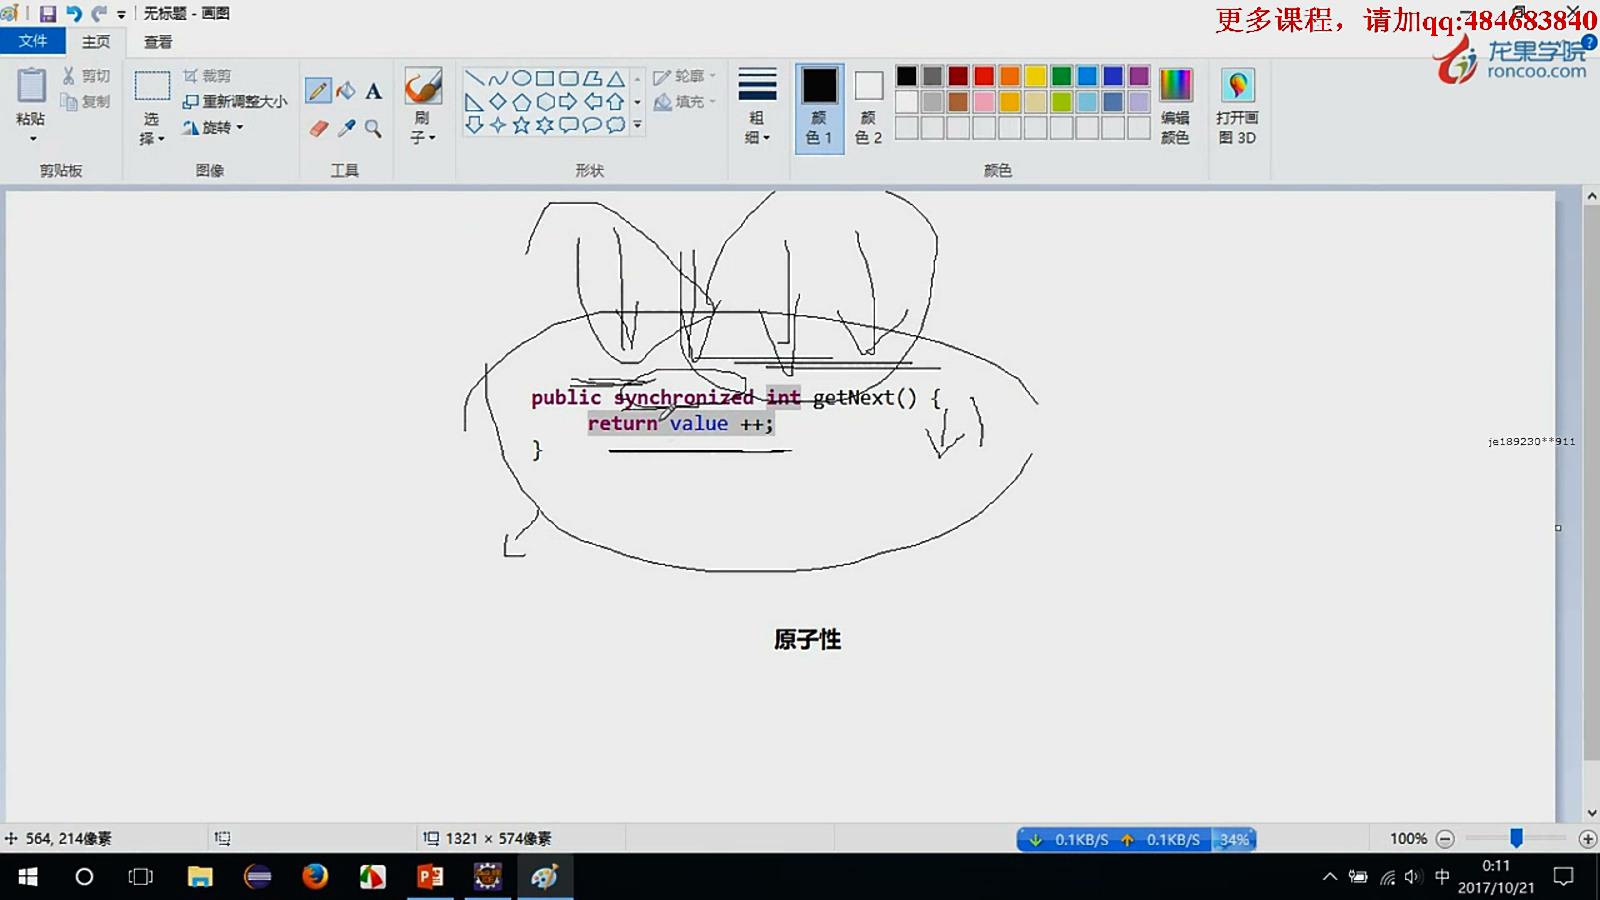 无标题 - 画图
更多课程，请加qq:484683840
文件 主页 查看
龙果学院
roncoo.com
粘贴 剪切 复制
选择 裁剪 重新调整大小 旋转
A
刷子
轮廓 填充
粗细
颜色 1
颜色 2
编辑颜色
打开画图 3D
剪贴板 图像 工具 形状 颜色
public synchronized int getNext() {
return value ++;
}
je189230**911
原子性
564, 214像素
1321 × 574像素
0.1KB/S 0.1KB/S 34%
100%
中
0:11
2017/10/21